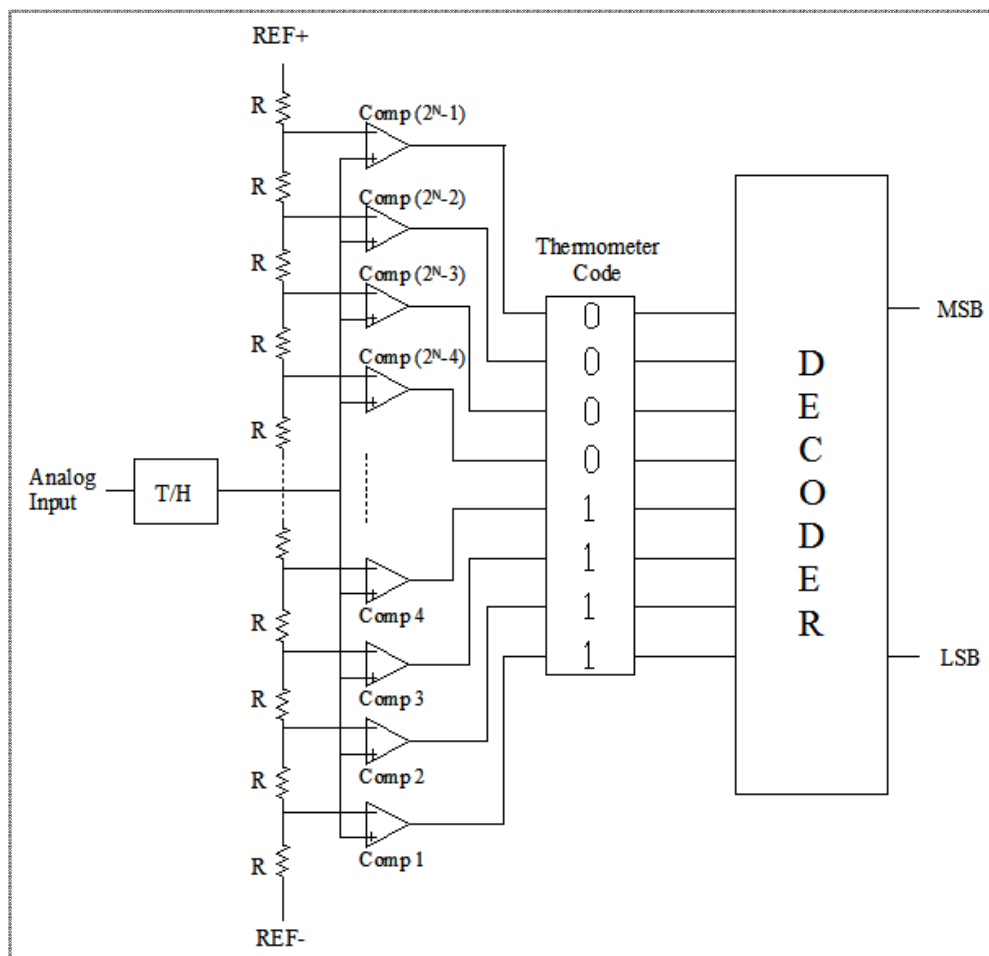 REF+
R
Comp (2ᴺ-1)
R
Comp (2ᴺ-2)
R
Comp (2ᴺ-3)
R
Comp (2ᴺ-4)
R
Thermometer
Code
0
0
0
0
1
1
1
1
Analog
Input
T/H
Comp 4
R
Comp 3
R
Comp 2
R
Comp 1
R
REF-
D
E
C
O
D
E
R
MSB
LSB